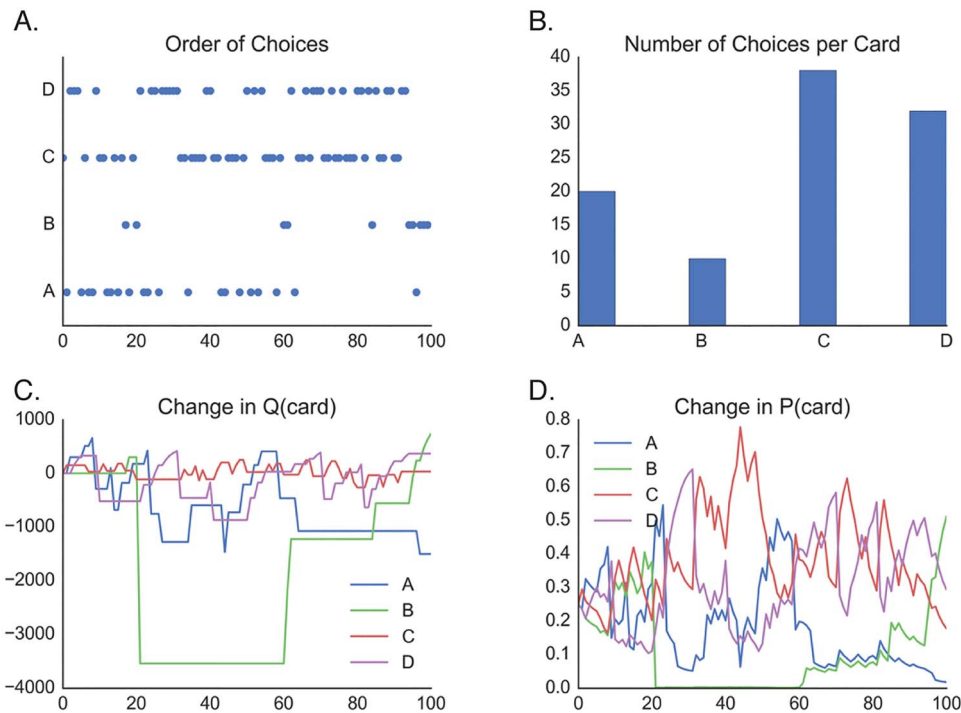 A.
Order of Choices
D
C
B
A
0 20 40 60 80 100
B.
Number of Choices per Card
40
35
30
25
20
15
10
5
0
A B C D
C.
Change in Q(card)
1000
0
−1000
−2000
−3000
−4000
A
B
C
D
0 20 40 60 80 100
D.
Change in P(card)
0.8
0.7
0.6
0.5
0.4
0.3
0.2
0.1
0.0
A
B
C
D
0 20 40 60 80 100